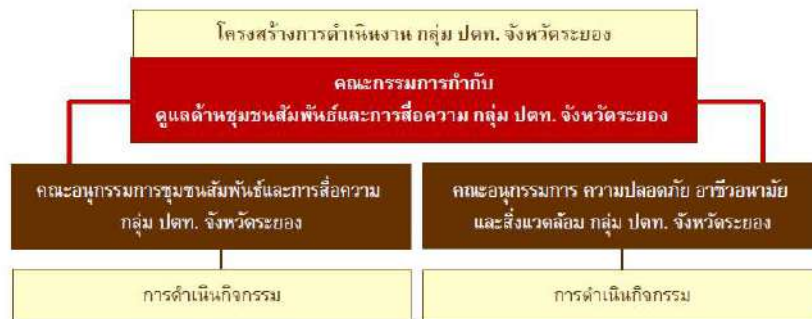 โครงสร้างการดำเนินงาน กลุ่ม ปตท. จังหวัดระยอง
คณะกรรมการกำกับ
ดูแลด้านชุมชนสัมพันธ์และการสื่อความ กลุ่ม ปตท. จังหวัดระยอง
คณะอนุกรรมการชุมชนสัมพันธ์และการสื่อความ
กลุ่ม ปตท. จังหวัดระยอง
คณะอนุกรรมการ ความปลอดภัย อาชีวอนามัย
และสิ่งแวดล้อม กลุ่ม ปตท. จังหวัดระยอง
การดำเนินกิจกรรม
การดำเนินกิจกรรม